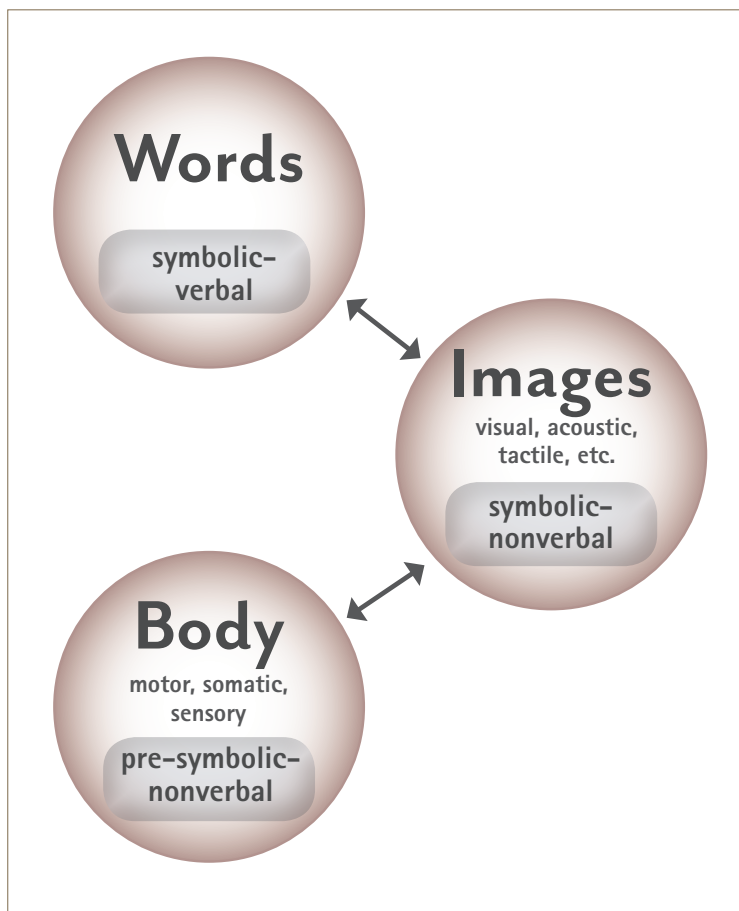 Words
symbolic-
verbal
Images
visual, acoustic,
tactile, etc.
symbolic-
nonverbal
Body
motor, somatic,
sensory
pre-symbolic-
nonverbal